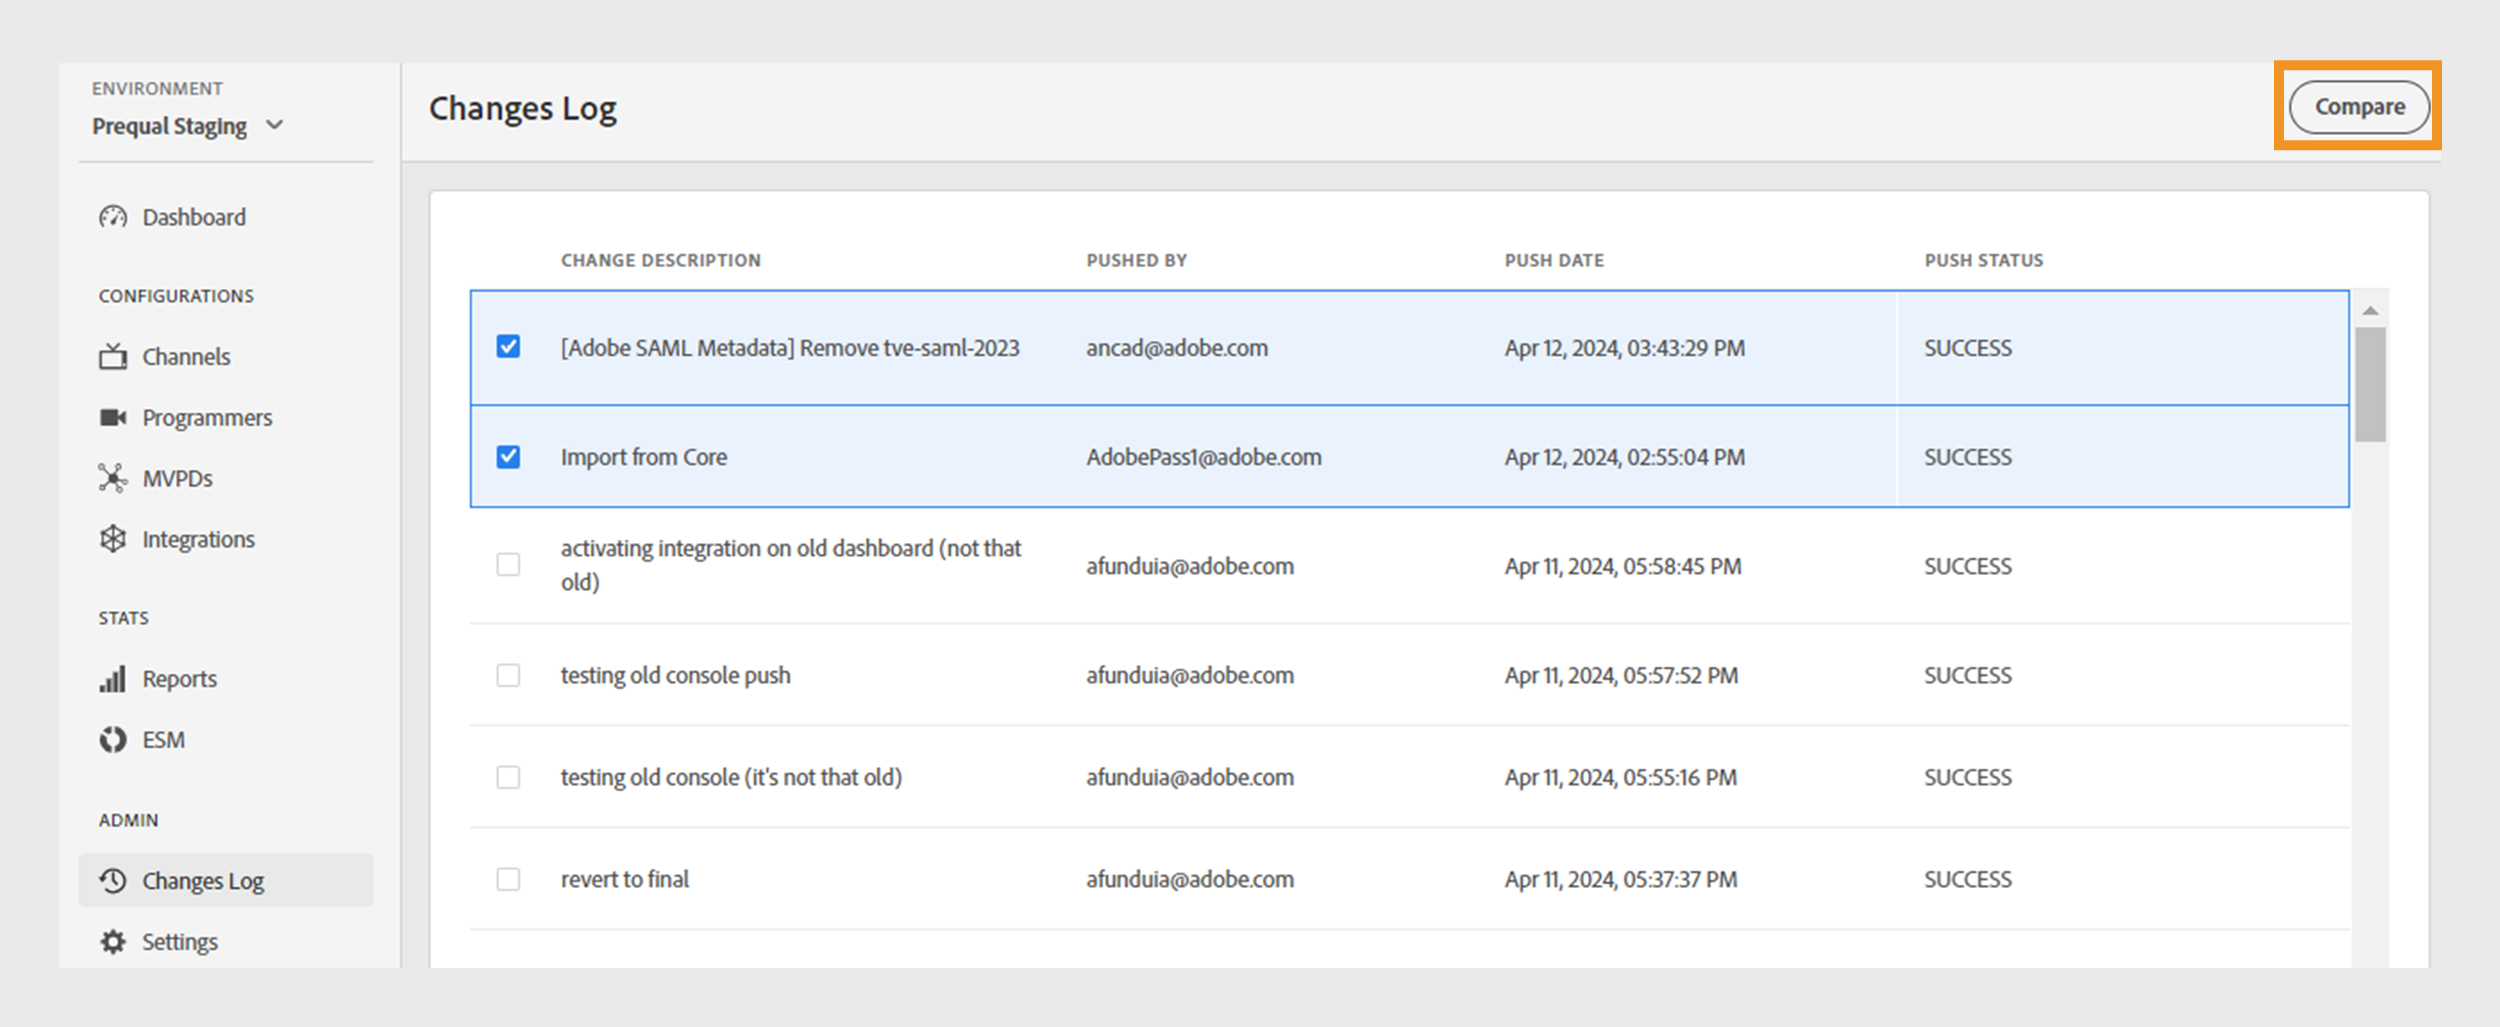 ENVIRONMENT
Prequal Staging
Dashboard
CONFIGURATIONS
Channels
Programmers
MVPDs
Integrations
STATS
Reports
ESM
ADMIN
Changes Log
Settings
Changes Log
Compare
CHANGE DESCRIPTION PUSHED BY PUSH DATE PUSH STATUS
[Adobe SAML Metadata] Remove tve-saml-2023 ancad@adobe.com Apr 12, 2024, 03:43:29 PM SUCCESS
Import from Core AdobePass1@adobe.com Apr 12, 2024, 02:55:04 PM SUCCESS
activating integration on old dashboard (not that
old) afunduia@adobe.com Apr 11, 2024, 05:58:45 PM SUCCESS
testing old console push afunduia@adobe.com Apr 11, 2024, 05:57:52 PM SUCCESS
testing old console (it's not that old) afunduia@adobe.com Apr 11, 2024, 05:55:16 PM SUCCESS
revert to final afunduia@adobe.com Apr 11, 2024, 05:37:37 PM SUCCESS